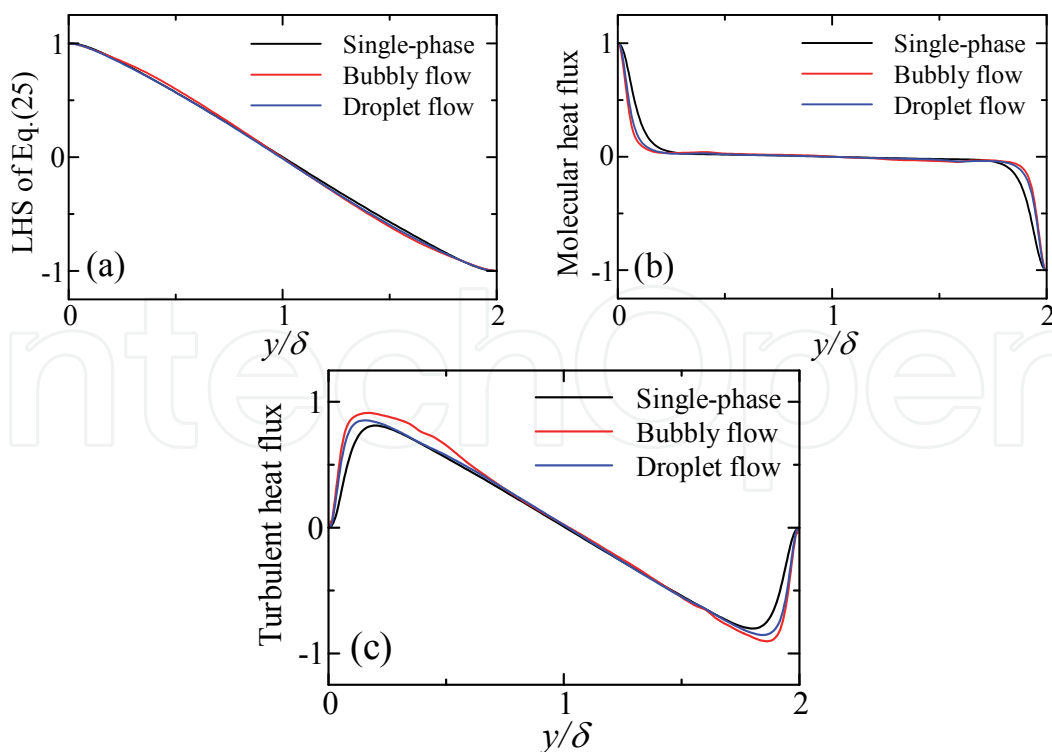 1
0
-1
LHS of Eq.(25)
Single-phase
Bubbly flow
Droplet flow
(a)
0
1
2
y/δ
1
0
-1
Molecular heat flux
Single-phase
Bubbly flow
Droplet flow
(b)
0
1
2
y/δ
1
0
-1
Turbulent heat flux
Single-phase
Bubbly flow
Droplet flow
(c)
0
1
2
y/δ
ntechOpen